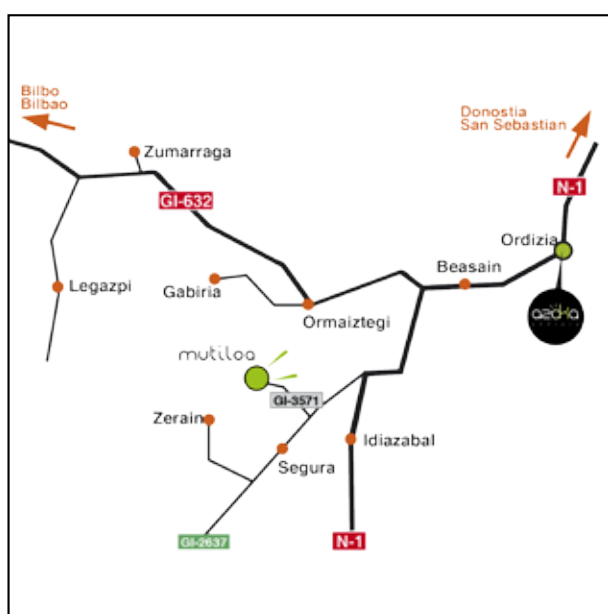 Bilbo
Bilbao
Donostia
San Sebastian
Zumarraga
N-1
GI-632
Ordizia
Beasain
Legazpi
Gabiria
Ormaiztegi
mutiloa
GI-3571
Zerain
Idiazabal
Segura
GI-2637
N-1